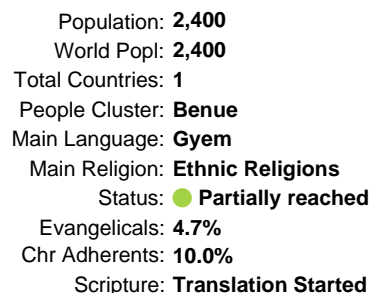 Population: 2,400
World Popl: 2,400
Total Countries: 1
People Cluster: Benue
Main Language: Gyem
Main Religion: Ethnic Religions
Status: Partially reached
Evangelicals: 4.7%
Chr Adherents: 10.0%
Scripture: Translation Started